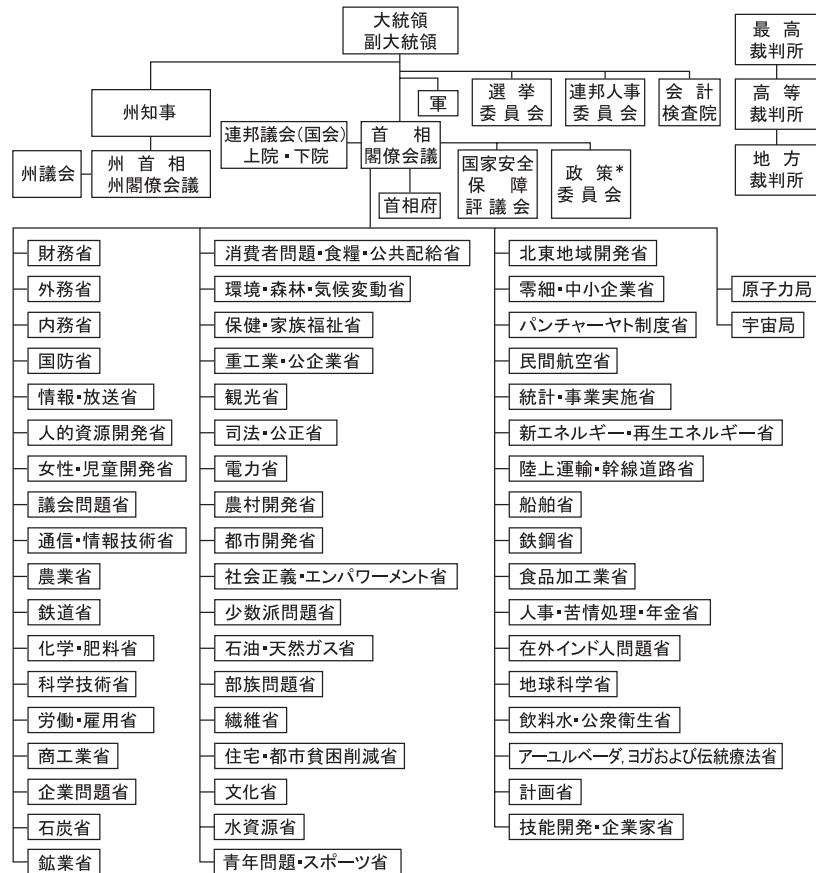 大統領
副大統領
最高
裁判所
州知事
軍
選挙
委員会
連邦人事
委員会
会計
検査院
高等
裁判所
連邦議会(国会)
上院・下院
首相
閣僚会議
州議会
州首相
州閣僚会議
首相府
国家安全
保障
評議会
政策*
委員会
地方
裁判所
財務省
外務省
内務省
国防省
情報・放送省
人的資源開発省
女性・児童開発省
議会問題省
通信・情報技術省
農業省
鉄道省
化学・肥料省
科学技術省
労働・雇用省
商工業省
企業問題省
石炭省
鉱業省
消費者問題・食糧・公共配給省
環境・森林・気候変動省
保健・家族福祉省
重工業・公企業省
観光省
司法・公正省
電力省
農村開発省
都市開発省
社会正義・エンパワーメント省
少数派問題省
石油・天然ガス省
部族問題省
繊維省
住宅・都市貧困削減省
文化省
水資源省
青年問題・スポーツ省
北東地域開発省
零細・中小企業省
パンチャーヤト制度省
民間航空省
統計・事業実施省
新エネルギー・再生エネルギー省
陸上運輸・幹線道路省
船舶省
鉄鋼省
食品加工業省
人事・苦情処理・年金省
在外インド人問題省
地球科学省
飲料水・公衆衛生省
アーユルベーダ,ヨガおよび伝統療法省
計画省
技能開発・企業家省
原子力局
宇宙局